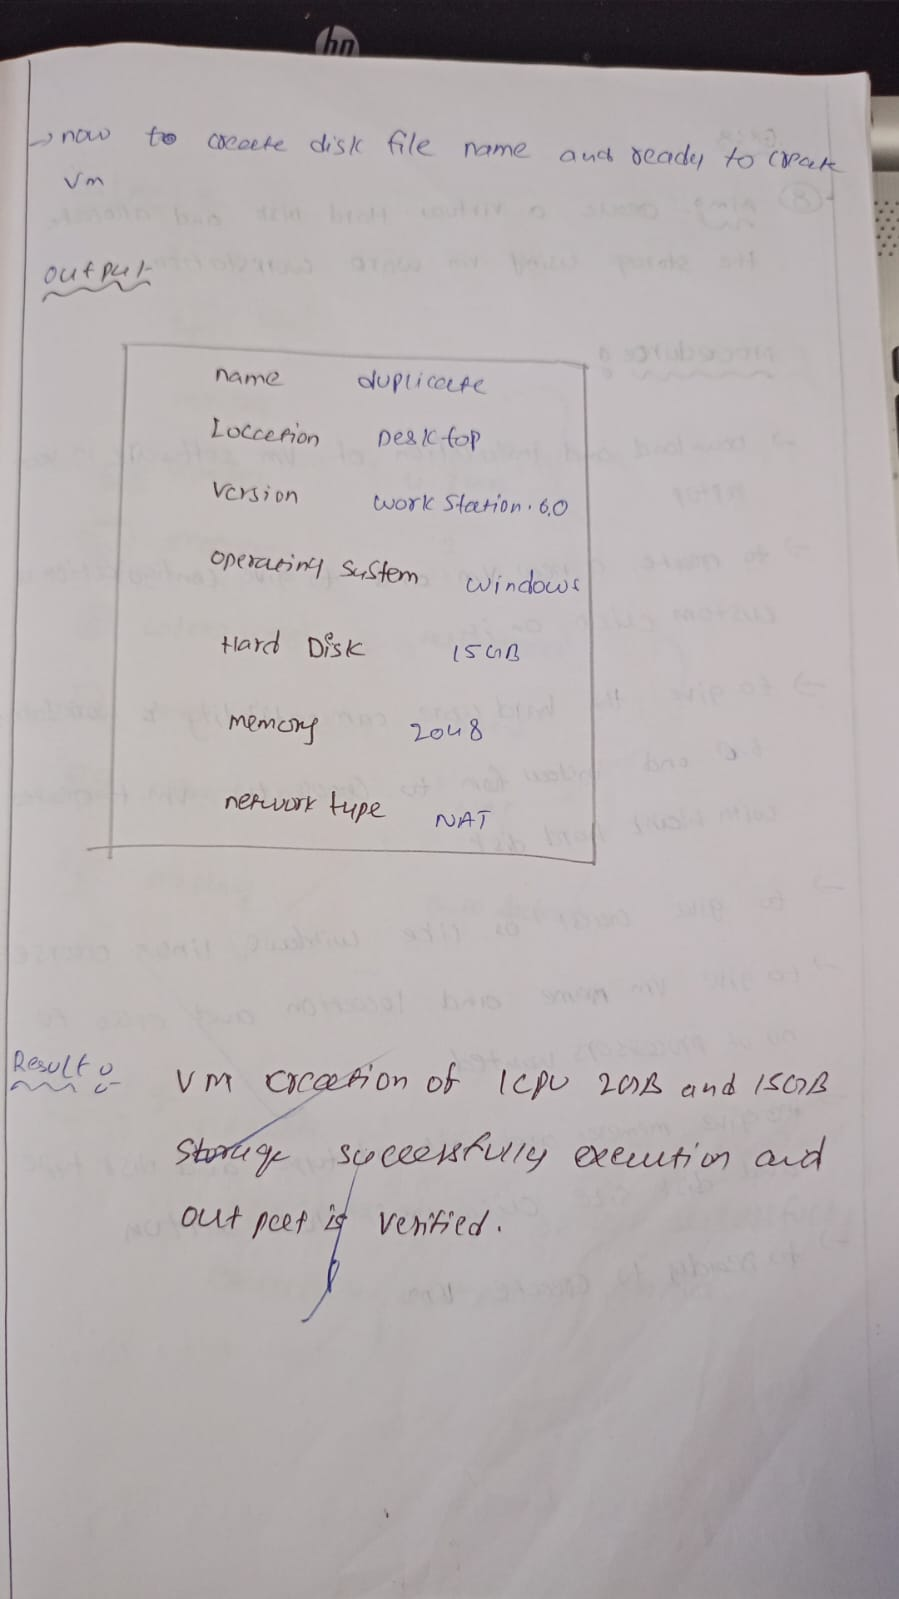 hp
→ now to create disk file name and ready to create
Vm
output
name duplicate
Location Desktop
Version Work Station. 6.0
operating system windows
Hard Disk 15GB
memory 2048
network type NAT
Result:
VM creation of 1cpu 2GB and 15GB
Storage successfully execution and
output is verified.